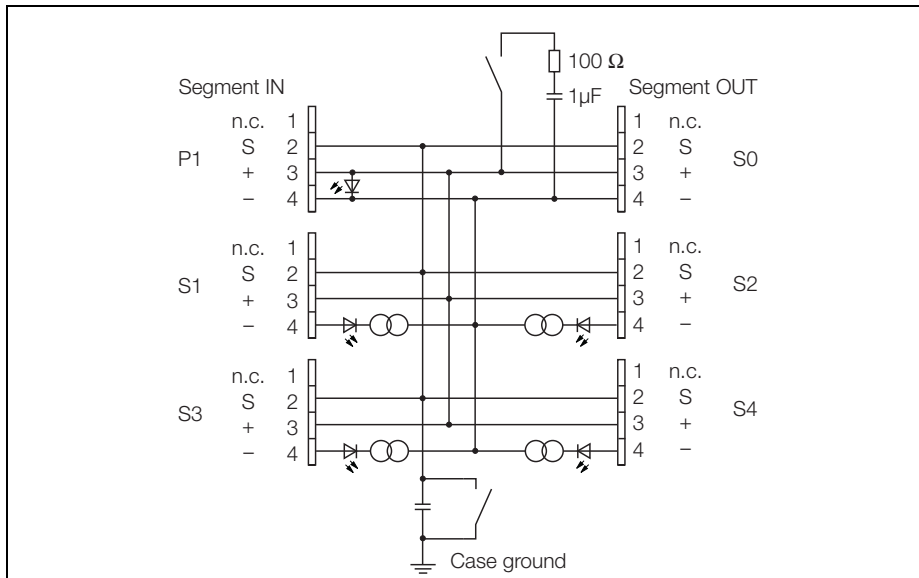 100 Ω
1µF
Segment IN
Segment OUT
P1
n.c. 1
S 2
+ 3
– 4
1 n.c.
2 S
3 +
4 –
S0
S1
n.c. 1
S 2
+ 3
– 4
1 n.c.
2 S
3 +
4 –
S2
S3
n.c. 1
S 2
+ 3
– 4
1 n.c.
2 S
3 +
4 –
S4
Case ground